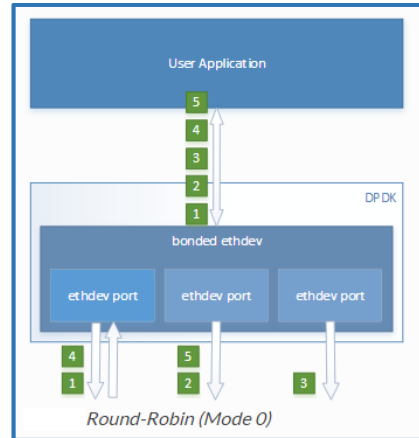 User Application
5
4
3
2
1
DPDK
bonded ethdev
ethdev port ethdev port ethdev port
4 5
1 2 3
Round-Robin (Mode 0)